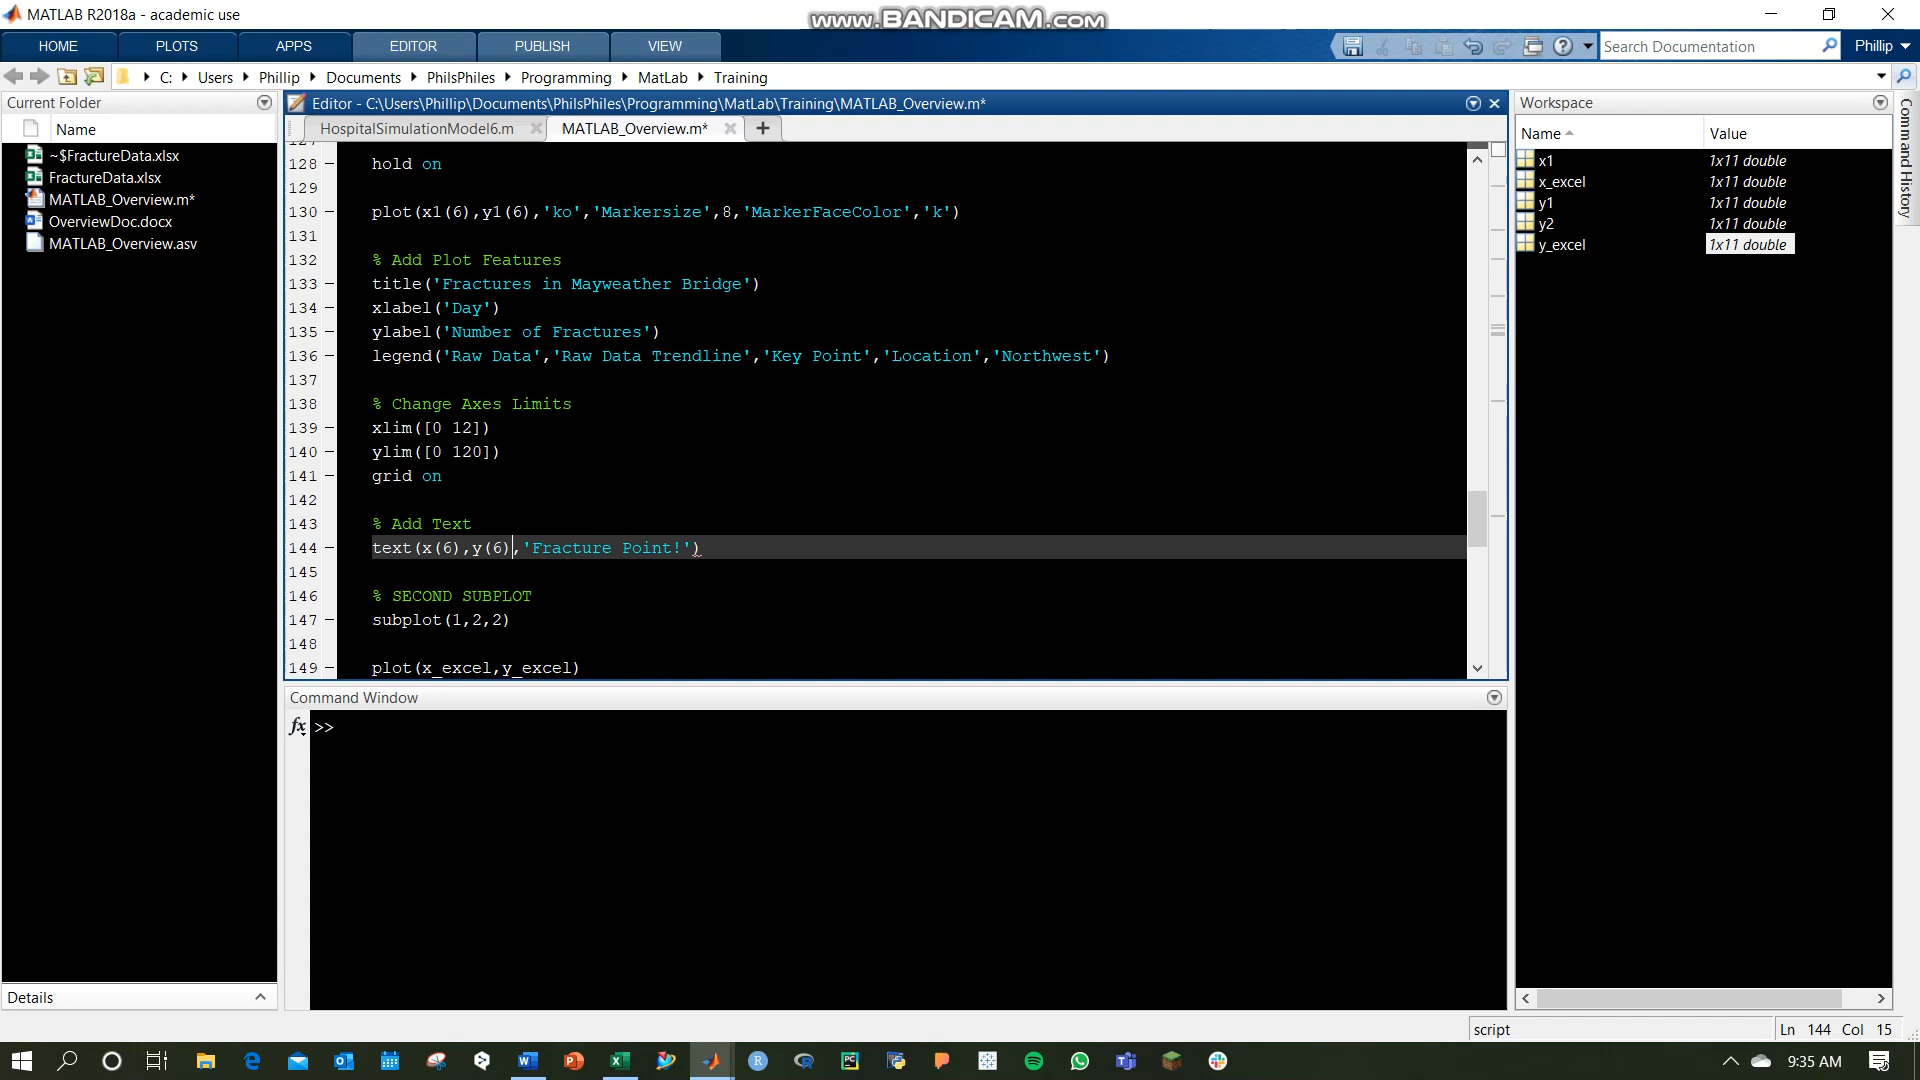 MATLAB R2018a - academic use
www.BANDICAM.com
HOME PLOTS APPS EDITOR PUBLISH VIEW
Search Documentation
Phillip
C: Users Phillip Documents PhilsPhiles Programming MatLab Training
Current Folder
Name
~$FractureData.xlsx
FractureData.xlsx
MATLAB_Overview.m*
OverviewDoc.docx
MATLAB_Overview.asv
Details
Editor - C:\Users\Phillip\Documents\PhilsPhiles\Programming\MatLab\Training\MATLAB_Overview.m*
HospitalSimulationModel6.m MATLAB_Overview.m*
127
128 hold on
129
130 plot(x1(6),y1(6),'ko','Markersize',8,'MarkerFaceColor','k')
131
132 % Add Plot Features
133 title('Fractures in Mayweather Bridge')
134 xlabel('Day')
135 ylabel('Number of Fractures')
136 legend('Raw Data','Raw Data Trendline','Key Point','Location','Northwest')
137
138 % Change Axes Limits
139 xlim([0 12])
140 ylim([0 120])
141 grid on
142
143 % Add Text
144 text(x(6),y(6),'Fracture Point!')
145
146 % SECOND SUBPLOT
147 subplot(1,2,2)
148
149 plot(x_excel,y_excel)
Command Window
fx >>
Workspace
Name Value
x1 1x11 double
x_excel 1x11 double
y1 1x11 double
y2 1x11 double
y_excel 1x11 double
Command History
script
Ln 144 Col 15
9:35 AM